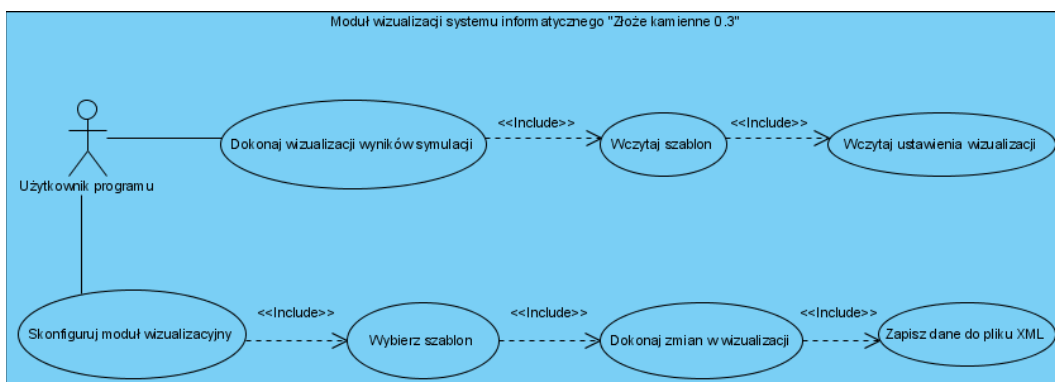 Moduł wizualizacji systemu informatycznego "Złoże kamienne 0.3"
<<Include>>
<<Include>>
Dokonaj wizualizacji wyników symulacji
Wczytaj szablon
Wczytaj ustawienia wizualizacji
Użytkownik programu
<<Include>>
<<Include>>
<<Include>>
Skonfiguruj moduł wizualizacyjny
Wybierz szablon
Dokonaj zmian w wizualizacji
Zapisz dane do pliku XML